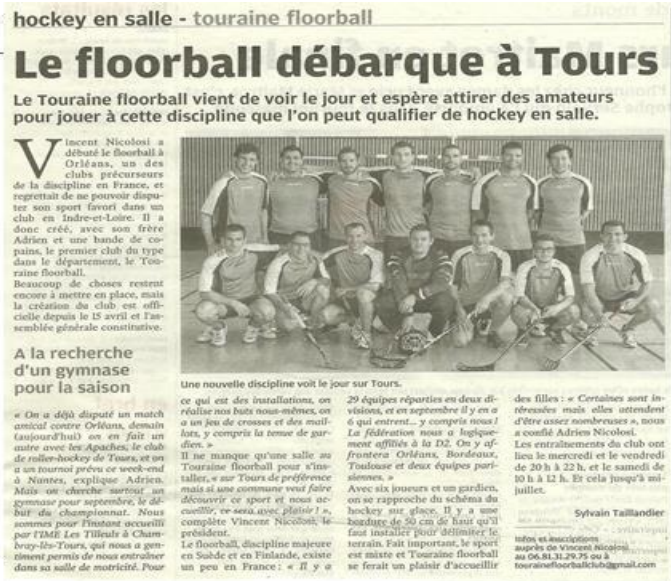 hockey en salle - touraine floorball
Le floorball débarque à Tours
Le Touraine floorball vient de voir le jour et espère attirer des amateurs
pour jouer à cette discipline que l'on peut qualifier de hockey en salle.
Vincent Nicolosi a
débuté le floorball à
Orléans, un des
clubs précurseurs
de la discipline en France, et
regrettait de ne pouvoir dispu-
ter son sport favori dans un
club en Indre-et-Loire. Il a
donc créé, avec son frère
Adrien et une bande de co-
pains, le premier club du type
dans le département, le Tou-
raine floorball.
Beaucoup de choses restent
encore à mettre en place, mais
la création du club est offi-
cielle depuis le 15 avril et l'as-
semblée générale constitutive.
A la recherche
d'un gymnase
pour la saison
« On a déjà disputé un match
amical contre Orléans, demain
(aujourd'hui) on en fait un
autre avec les Apaches, le club
de roller-hockey de Tours, et on
a un tournoi prévu ce week-end
à Nantes, explique Adrien.
Mais on cherche surtout un
gymnase pour septembre, le dé-
but du championnat. Nous
sommes pour l'instant accueilli
par l'IME Les Tilleuls à Cham-
bray-lès-Tours, qui nous a gen-
timent permis de nous entraîner
dans sa salle de motricité. Pour
Une nouvelle discipline voit le jour sur Tours.
ce qui est des installations, on
réalise nos buts nous-mêmes, on
a un jeu de crosses et des mail-
lots, y compris la tenue de gar-
dien. »
Il ne manque qu'une salle au
Touraine floorball pour s'ins-
taller, « sur Tours de préférence
mais si une commune veut faire
découvrir ce sport et nous ac-
cueillir, ce sera avec plaisir ! »,
complète Vincent Nicolosi, le
président.
Le floorball, discipline majeure
en Suède et en Finlande, existe
un peu en France : « Il y a
29 équipes réparties en deux di-
visions, et en septembre il y en a
6 qui entrent... y compris nous !
La fédération nous a logique-
ment affiliés à la D2. On y af-
frontera Orléans, Bordeaux,
Toulouse et deux équipes pari-
siennes. »
Avec six joueurs et un gardien,
on se rapproche du schéma du
hockey sur glace. Il y a une
bordure de 50 cm de haut qu'il
faut installer pour délimiter le
terrain. Fait important, le sport
est mixte et Touraine floorball
se ferait un plaisir d'accueillir
des filles : « Certaines sont in-
téressées mais elles attendent
d'être assez nombreuses », nous
a confié Adrien Nicolosi.
Les entraînements du club ont
lieu le mercredi et le vendredi
de 20 h à 22 h, et le samedi de
10 h à 12 h. Et cela jusqu'à mi-
juillet.
Sylvain Taillandier
Infos et inscriptions
auprès de Vincent Nicolosi
au 06.81.31.29.75 ou à
tourainefloorballclub@gmail.com